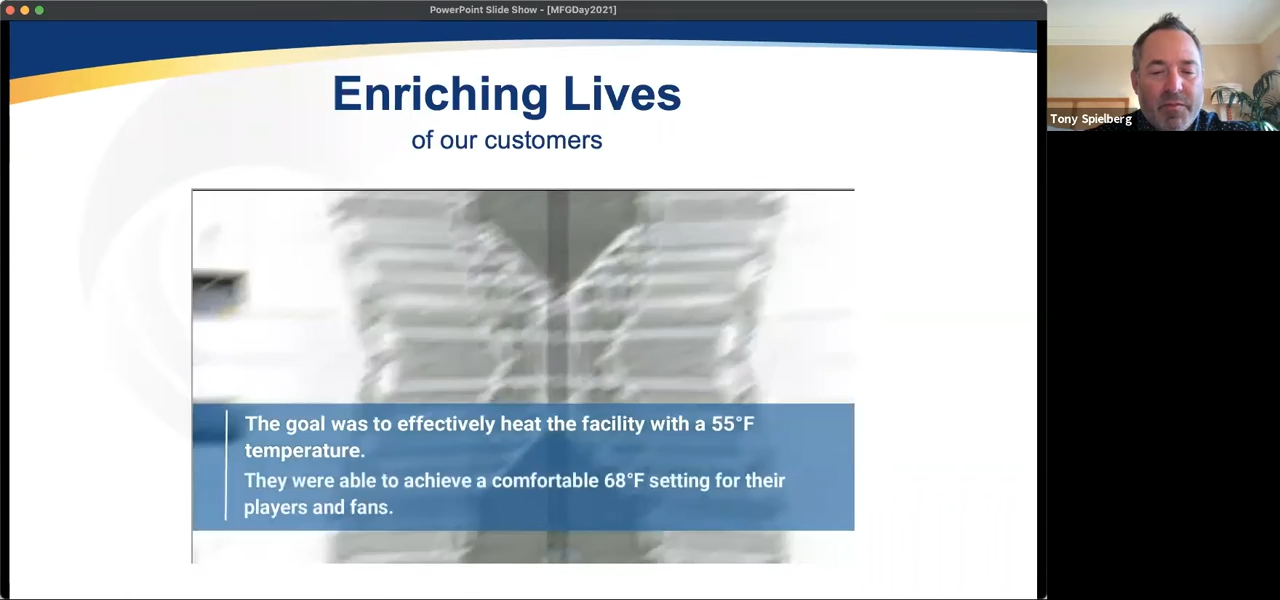 PowerPoint Slide Show - [MFGDay2021]
Enriching Lives
of our customers
Tony Spielberg
The goal was to effectively heat the facility with a 55°F
temperature.
They were able to achieve a comfortable 68°F setting for their
players and fans.